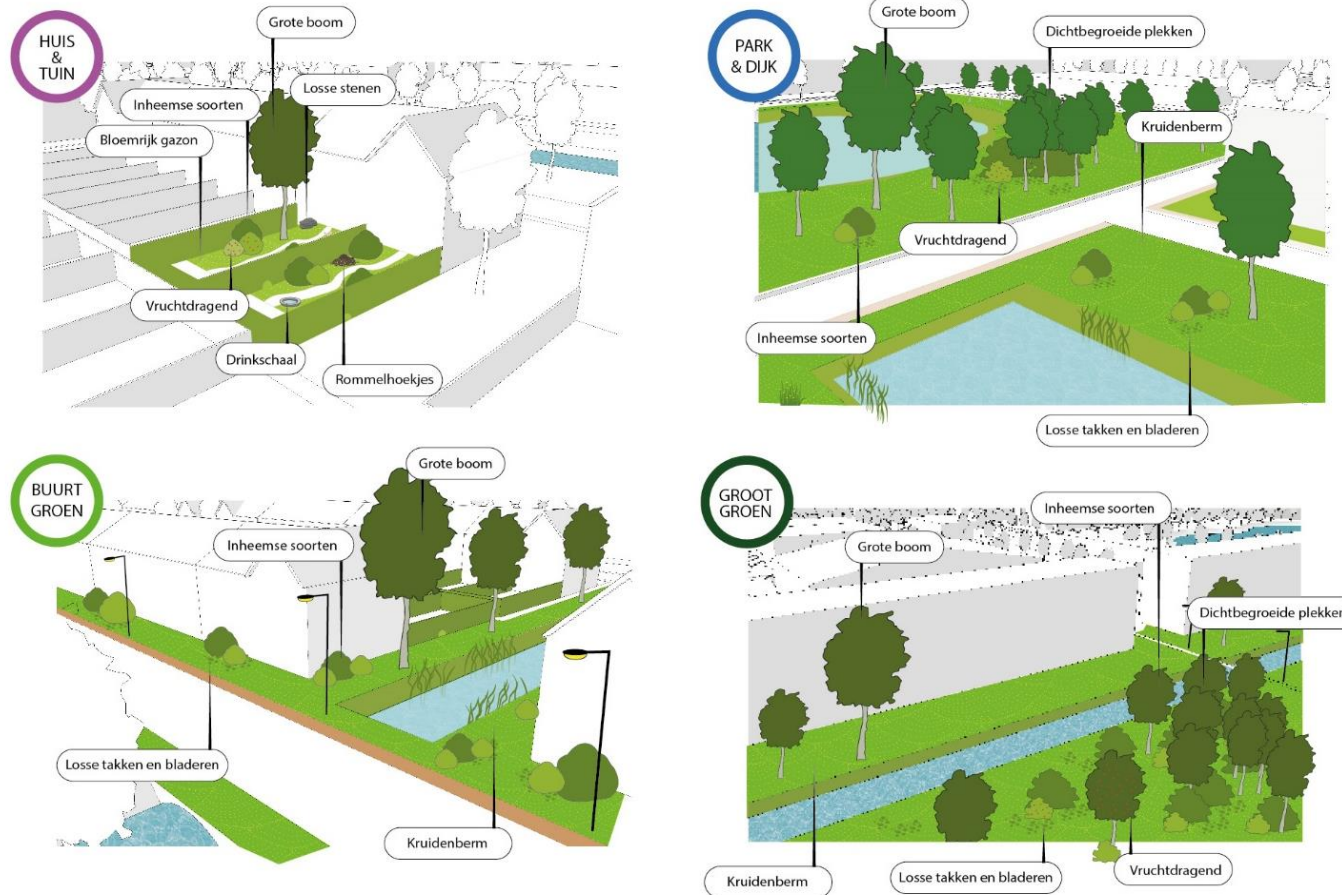 HUIS
&
TUIN
Grote boom
Losse stenen
Inheemse soorten
Bloemrijk gazon
Vruchtdragend
Drinkschaal
Rommelhoekjes
PARK
& DIJK
Grote boom
Dichtbegroeide plekken
Kruidenberm
Vruchtdragend
Inheemse soorten
Losse takken en bladeren
BUURT
GROEN
Grote boom
Inheemse soorten
Losse takken en bladeren
Kruidenberm
GROOT
GROEN
Inheemse soorten
Grote boom
Dichtbegroeide plekken
Kruidenberm
Losse takken en bladeren
Vruchtdragend